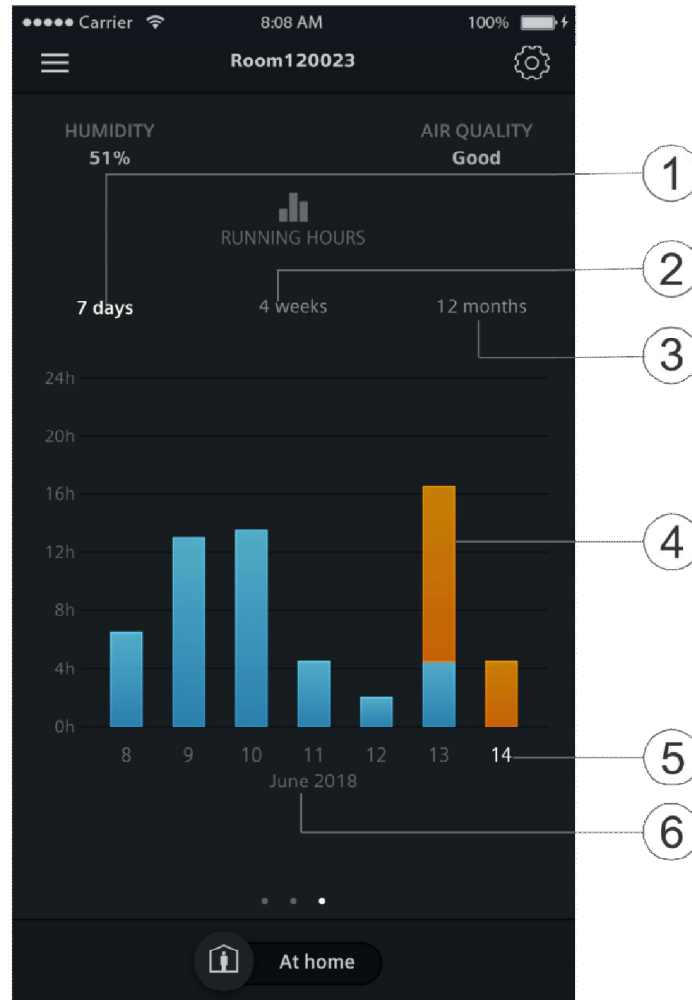 Carrier 8:08 AM 100%
Room120023
HUMIDITY AIR QUALITY
51% Good
1
RUNNING HOURS
2
7 days 4 weeks 12 months
3
24h
20h
16h
4
12h
8h
4h
0h
8 9 10 11 12 13 14 5
June 2018
6
At home